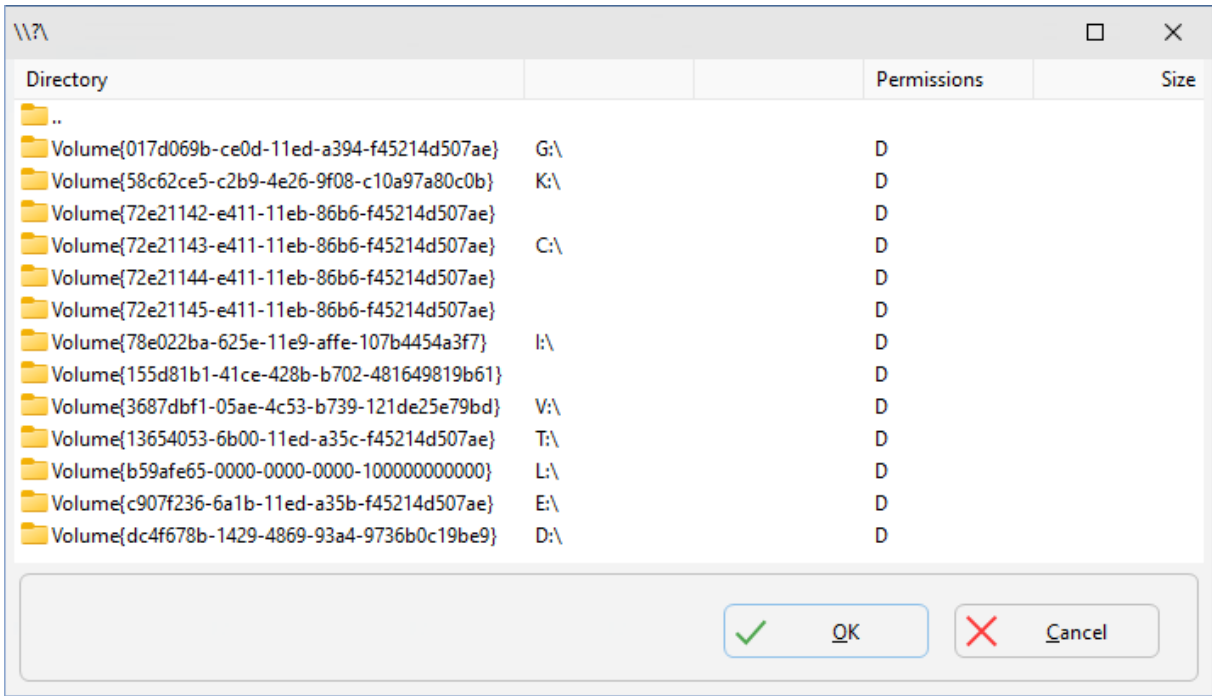 \\?\
Directory Permissions Size
..
Volume{017d069b-ce0d-11ed-a394-f45214d507ae} G:\ D
Volume{58c62ce5-c2b9-4e26-9f08-c10a97a80c0b} K:\ D
Volume{72e21142-e411-11eb-86b6-f45214d507ae} D
Volume{72e21143-e411-11eb-86b6-f45214d507ae} C:\ D
Volume{72e21144-e411-11eb-86b6-f45214d507ae} D
Volume{72e21145-e411-11eb-86b6-f45214d507ae} D
Volume{78e022ba-625e-11e9-affe-107b4454a3f7} I:\ D
Volume{155d81b1-41ce-428b-b702-481649819b61} D
Volume{3687dbf1-05ae-4c53-b739-121de25e79bd} V:\ D
Volume{13654053-6b00-11ed-a35c-f45214d507ae} T:\ D
Volume{b59afe65-0000-0000-0000-100000000000} L:\ D
Volume{c907f236-6a1b-11ed-a35b-f45214d507ae} E:\ D
Volume{dc4f678b-1429-4869-93a4-9736b0c19be9} D:\ D
OK Cancel